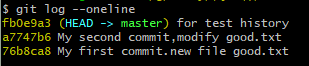 $ git log --oneline
fb0e9a3 (HEAD -> master) for test history
a7747b6 My second commit,modify good.txt
76b8ca8 My first commit.new file good.txt